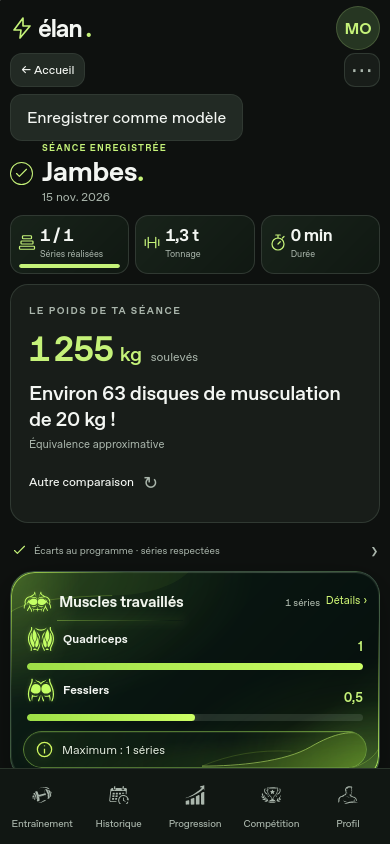 élan.
MO
← Accueil
...
Enregistrer comme modèle
SÉANCE ENREGISTRÉE
Jambes.
15 nov. 2026
1 / 1
Séries réalisées
1,3 t
Tonnage
0 min
Durée
LE POIDS DE TA SÉANCE
1 255 kg soulevés
Environ 63 disques de musculation
de 20 kg !
Équivalence approximative
Autre comparaison ↻
Écarts au programme · séries respectées ›
Muscles travaillés
1 séries
Détails ›
Quadriceps
1
Fessiers
0,5
Maximum : 1 séries
Entraînement
Historique
Progression
Compétition
Profil